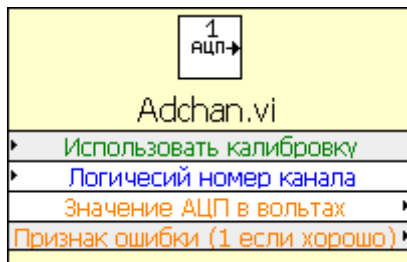 1
АЦП
Adchan.vi
Использовать калибровку
Логичесий номер канала
Значение АЦП в вольтах
Признак ошибки (1 если хорошо)